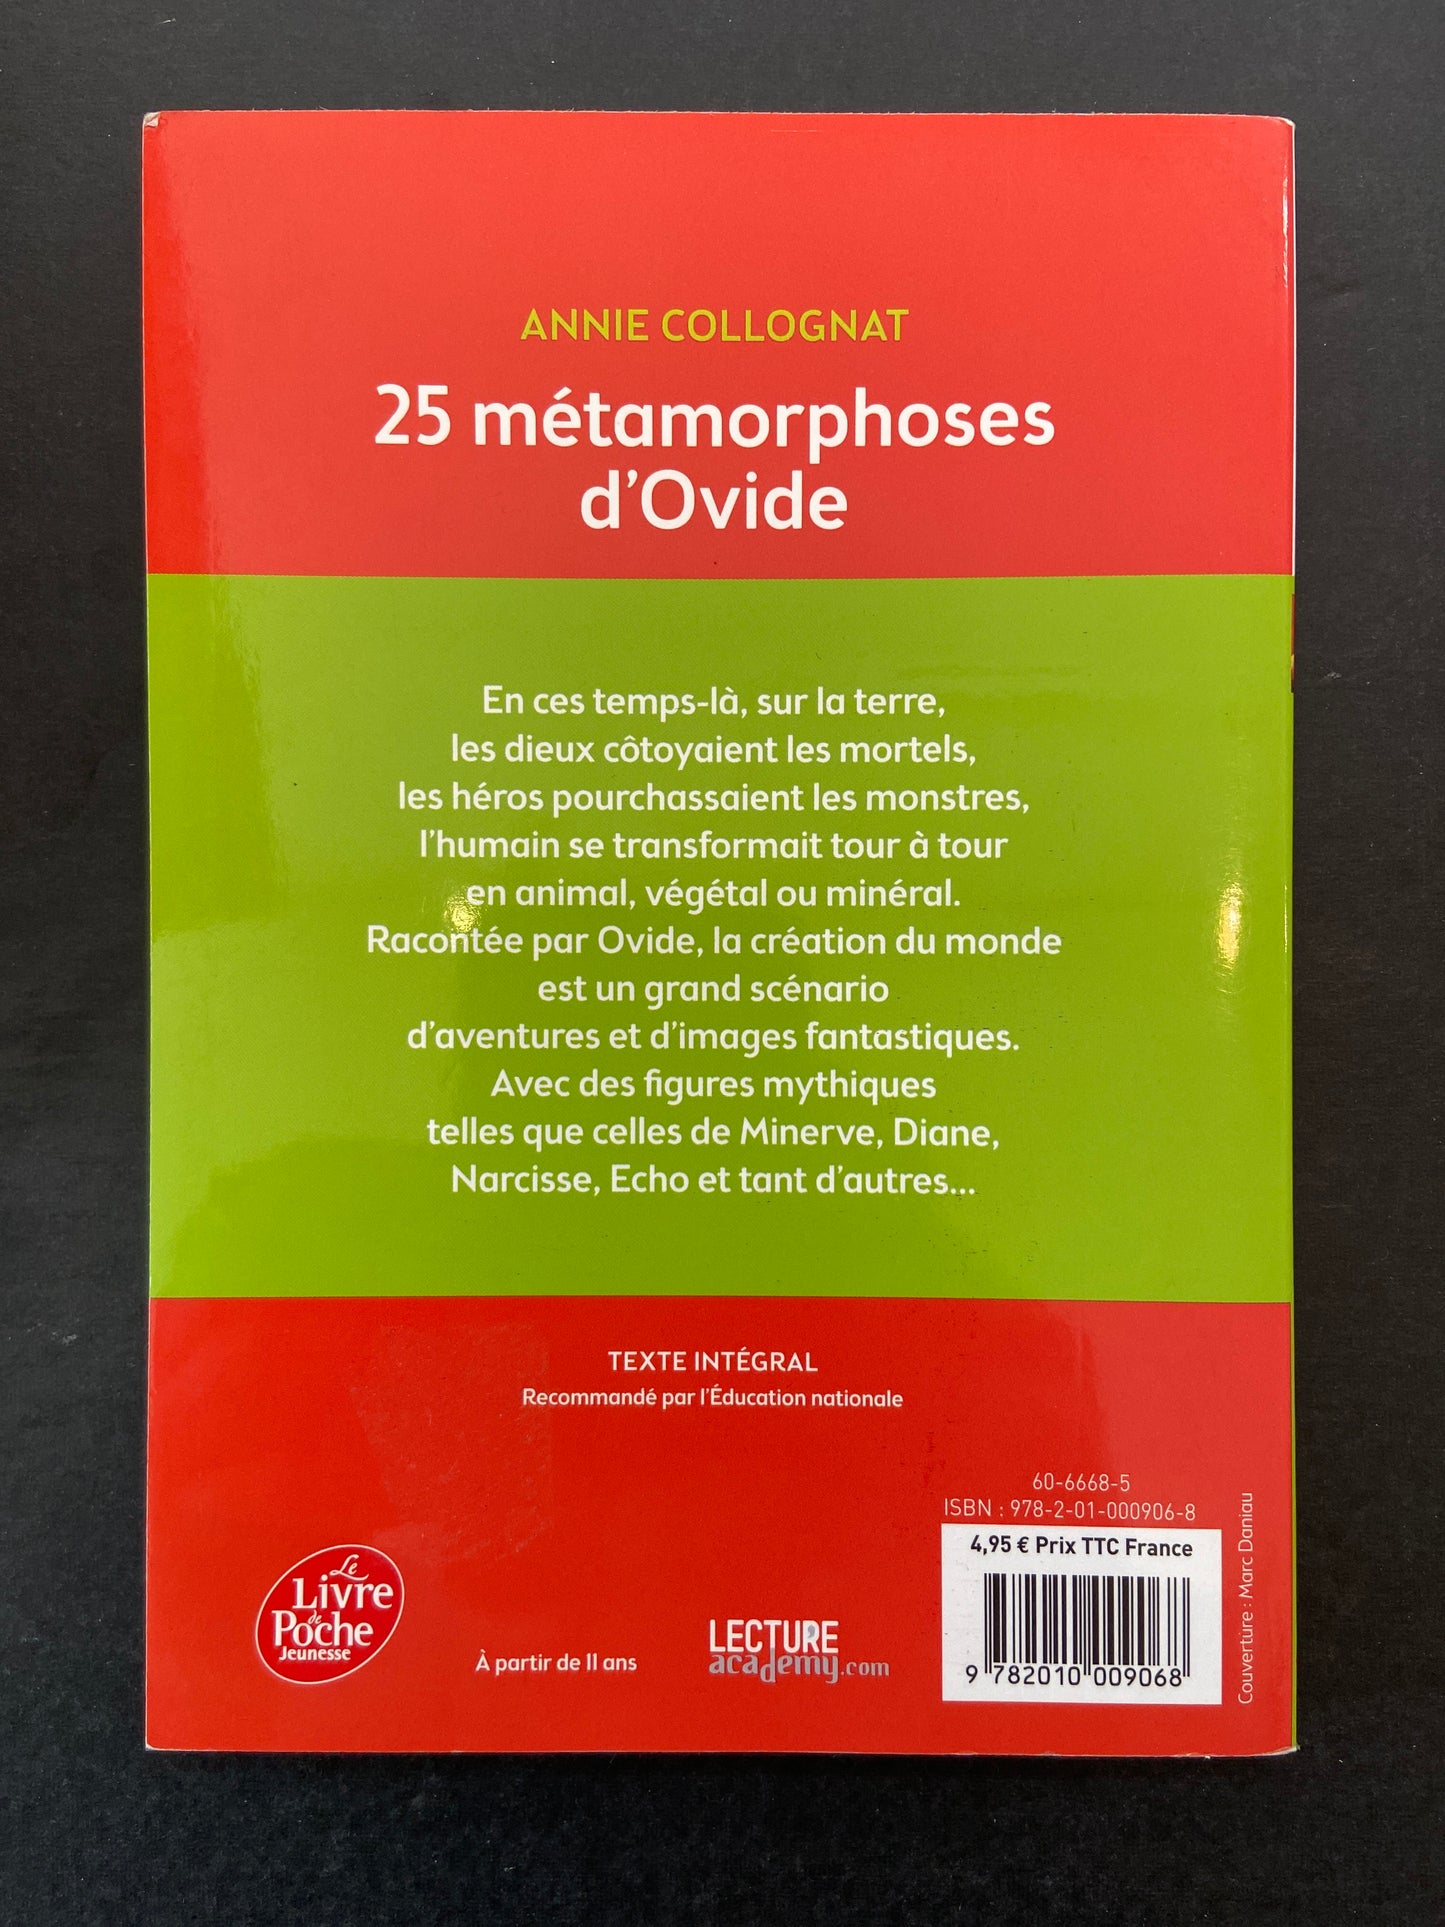 ANNIE COLLOGNAT
25 métamorphoses
d'Ovide
En ces temps-là, sur la terre,
les dieux côtoyaient les mortels,
les héros pourchassaient les monstres,
l'humain se transformait tour à tour
en animal, végétal ou minéral.
Racontée par Ovide, la création du monde
est un grand scénario
d'aventures et d'images fantastiques.
Avec des figures mythiques
telles que celles de Minerve, Diane,
Narcisse, Echo et tant d'autres...
TEXTE INTÉGRAL
Recommandé par l'Éducation nationale
60-6668-5
ISBN : 978-2-01-000906-8
4,95 € Prix TTC France
9 782010 009068
Couverture : Marc Daniau
Le
Livre
de
Poche
Jeunesse
À partir de 11 ans
LECTURE
academy.com